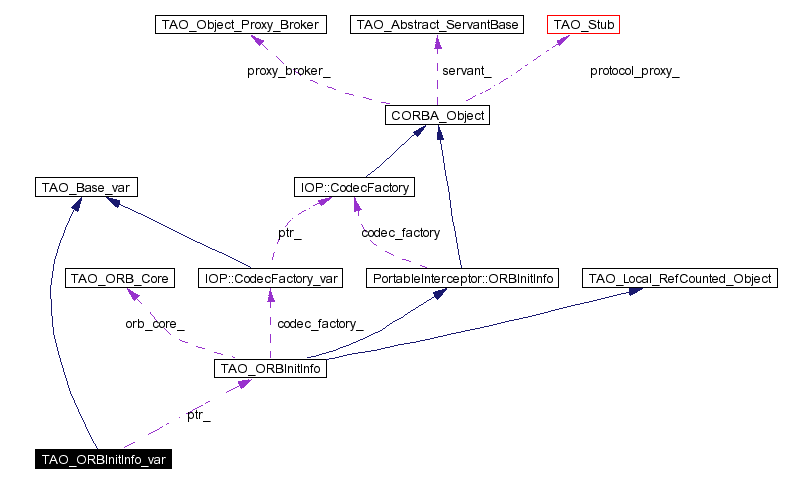 TAO_Object_Proxy_Broker TAO_Abstract_ServantBase TAO_Stub
proxy_broker_ servant_ protocol_proxy_
CORBA_Object
TAO_Base_var IOP::CodecFactory
ptr_ codec_factory
TAO_ORB_Core IOP::CodecFactory_var PortableInterceptor::ORBInitInfo TAO_Local_RefCounted_Object
orb_core_ codec_factory_
TAO_ORBInitInfo
ptr_
TAO_ORBInitInfo_var